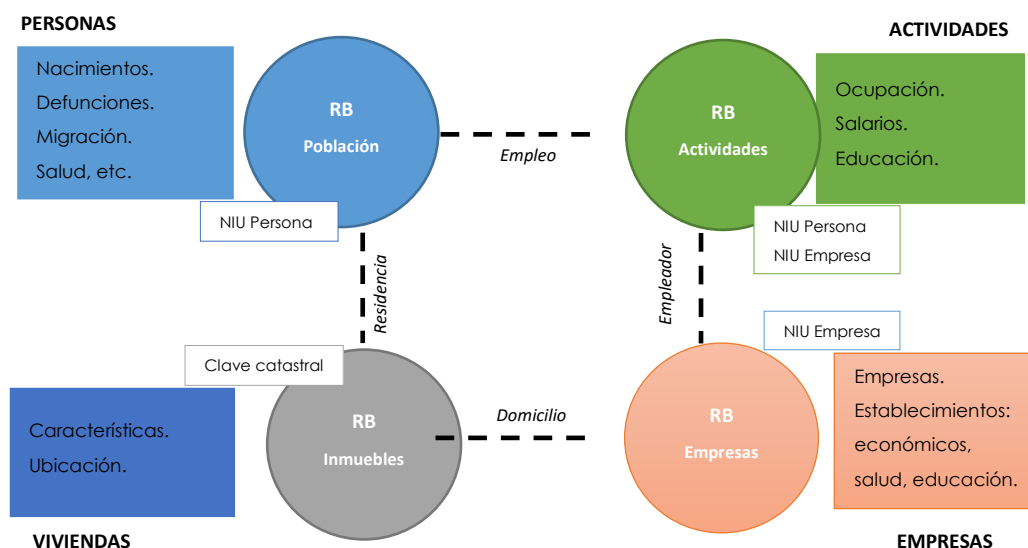 PERSONAS
Nacimientos.
Defunciones.
Migración.
Salud, etc.
RB
Población
NIU Persona
Empleo
ACTIVIDADES
RB
Actividades
Ocupación.
Salarios.
Educación.
NIU Persona
NIU Empresa
Residencia
Empleador
Clave catastral
RB
Inmuebles
Características.
Ubicación.
VIVIENDAS
Domicilio
NIU Empresa
RB
Empresas
Empresas.
Establecimientos:
económicos,
salud, educación.
EMPRESAS